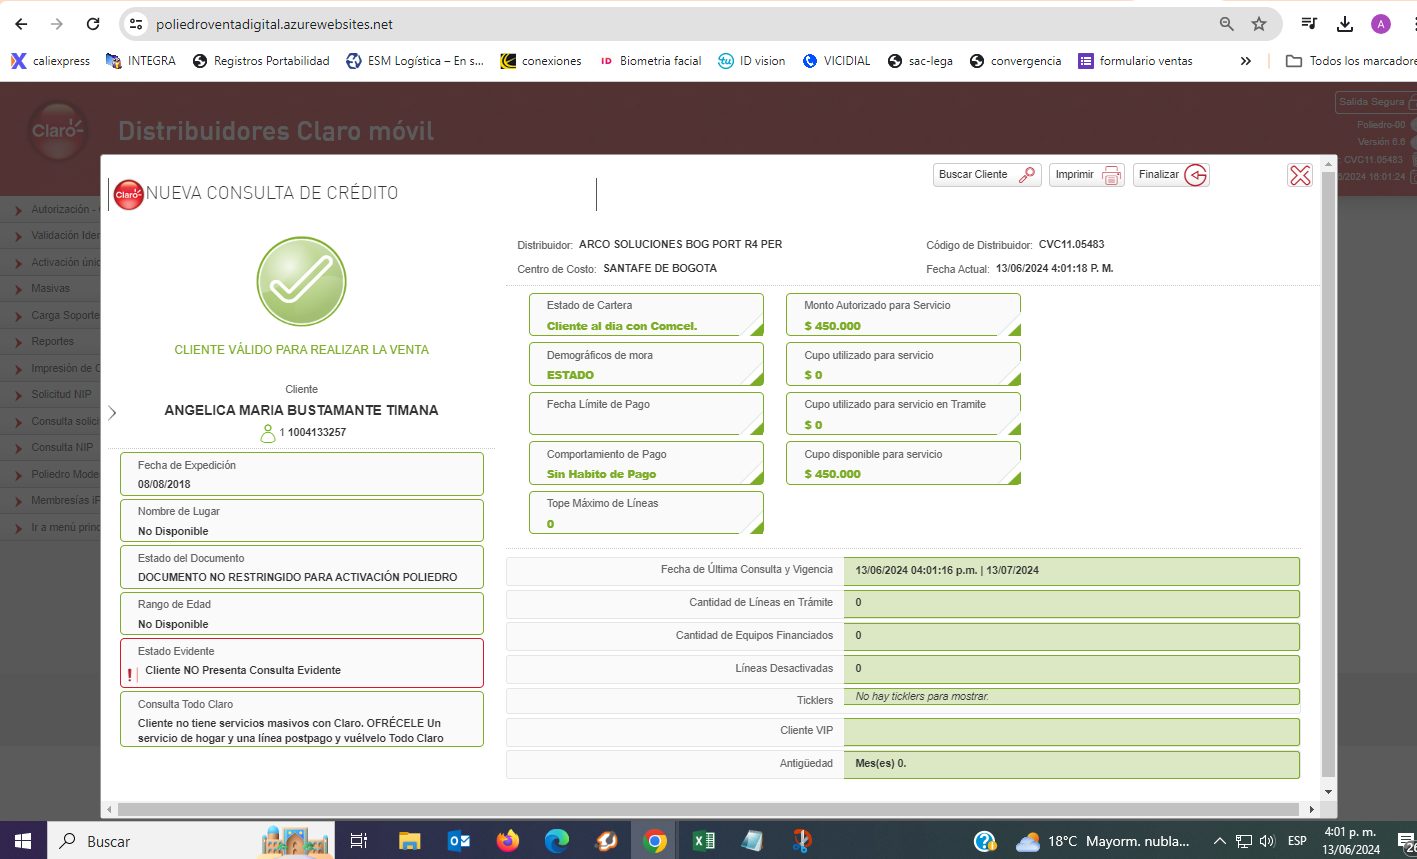 poliedroventadigital.azurewebsites.net
A
caliexpress
INTEGRA
Registros Portabilidad
ESM Logística – En s...
conexiones
ID Biometria facial
tu ID vision
VICIDIAL
sac-lega
convergencia
formulario ventas
»
Todos los marcadore
Claro
Distribuidores Claro móvil
Salida Segura
Poliedro-00
Versión 6.6
CVC11.05483
Autorización -
Validación Iden
Activación únic
Masivas
Carga Soporte
Reportes
Impresión de C
Solicitud NIP
Consulta solici
Consulta NIP
Poliedro Mode
Membresías iF
Ir a menú princ
Claro
NUEVA CONSULTA DE CRÉDITO
Buscar Cliente
Imprimir
Finalizar
CLIENTE VÁLIDO PARA REALIZAR LA VENTA
Cliente
ANGELICA MARIA BUSTAMANTE TIMANA
1 1004133257
Fecha de Expedición
08/08/2018
Nombre de Lugar
No Disponible
Estado del Documento
DOCUMENTO NO RESTRINGIDO PARA ACTIVACIÓN POLIEDRO
Rango de Edad
No Disponible
Estado Evidente
! Cliente NO Presenta Consulta Evidente
Consulta Todo Claro
Cliente no tiene servicios masivos con Claro. OFRÉCELE Un
servicio de hogar y una línea postpago y vuélvelo Todo Claro
Distribuidor: ARCO SOLUCIONES BOG PORT R4 PER
Código de Distribuidor: CVC11.05483
Centro de Costo: SANTAFE DE BOGOTA
Fecha Actual: 13/06/2024 4:01:18 P. M.
Estado de Cartera
Cliente al dia con Comcel.
Demográficos de mora
ESTADO
Fecha Límite de Pago
Comportamiento de Pago
Sin Habito de Pago
Tope Máximo de Líneas
0
Monto Autorizado para Servicio
$ 450.000
Cupo utilizado para servicio
$ 0
Cupo utilizado para servicio en Tramite
$ 0
Cupo disponible para servicio
$ 450.000
Fecha de Última Consulta y Vigencia 13/06/2024 04:01:16 p.m. | 13/07/2024
Cantidad de Líneas en Trámite 0
Cantidad de Equipos Financiados 0
Líneas Desactivadas 0
Ticklers No hay ticklers para mostrar.
Cliente VIP
Antigüedad Mes(es) 0.
Buscar
18°C Mayorm. nubla...
ESP
4:01 p. m.
13/06/2024